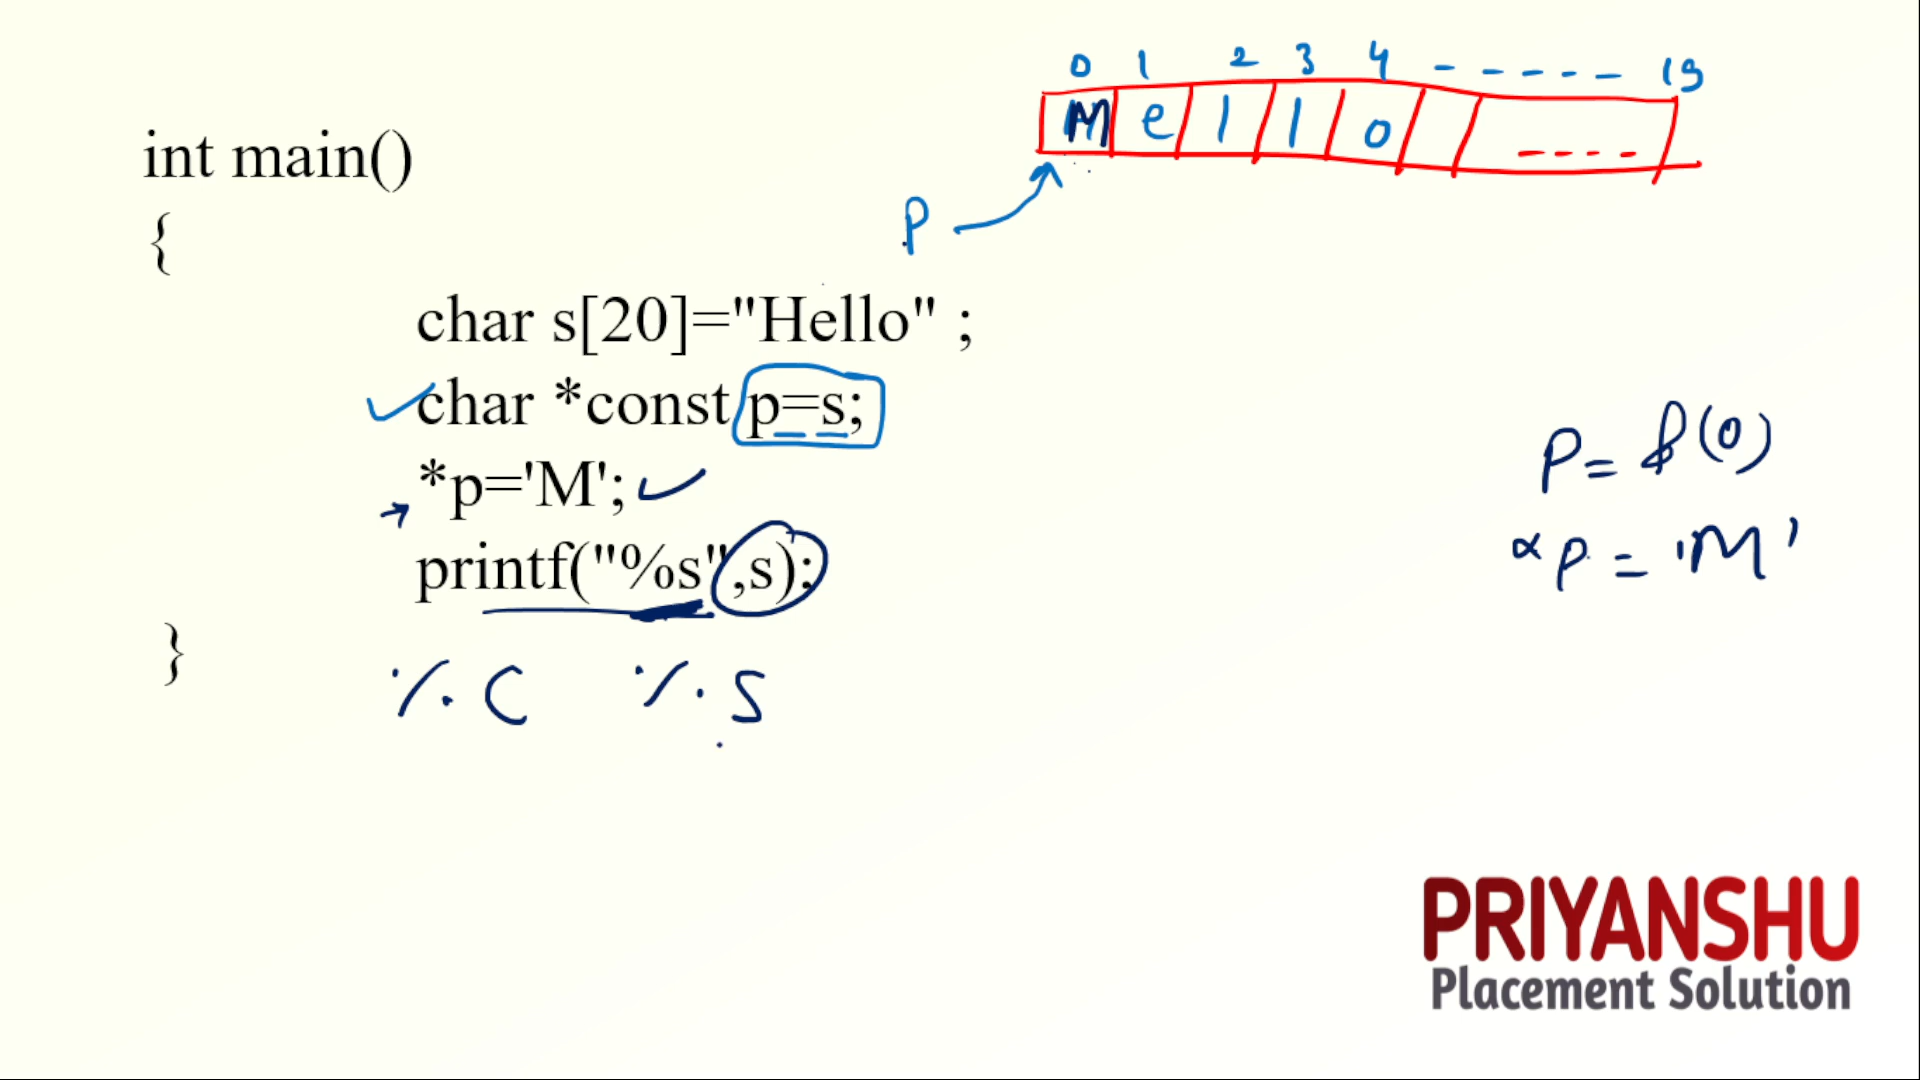 0 1 2 3 4 - - - - - 19
M e l l o - - - -
P
int main()
{
char s[20]="Hello" ;
char *const p=s;
*p='M';
printf("%s",s);
}
P = &(0)
*p = 'M'
%c %s
PRIYANSHU
Placement Solution